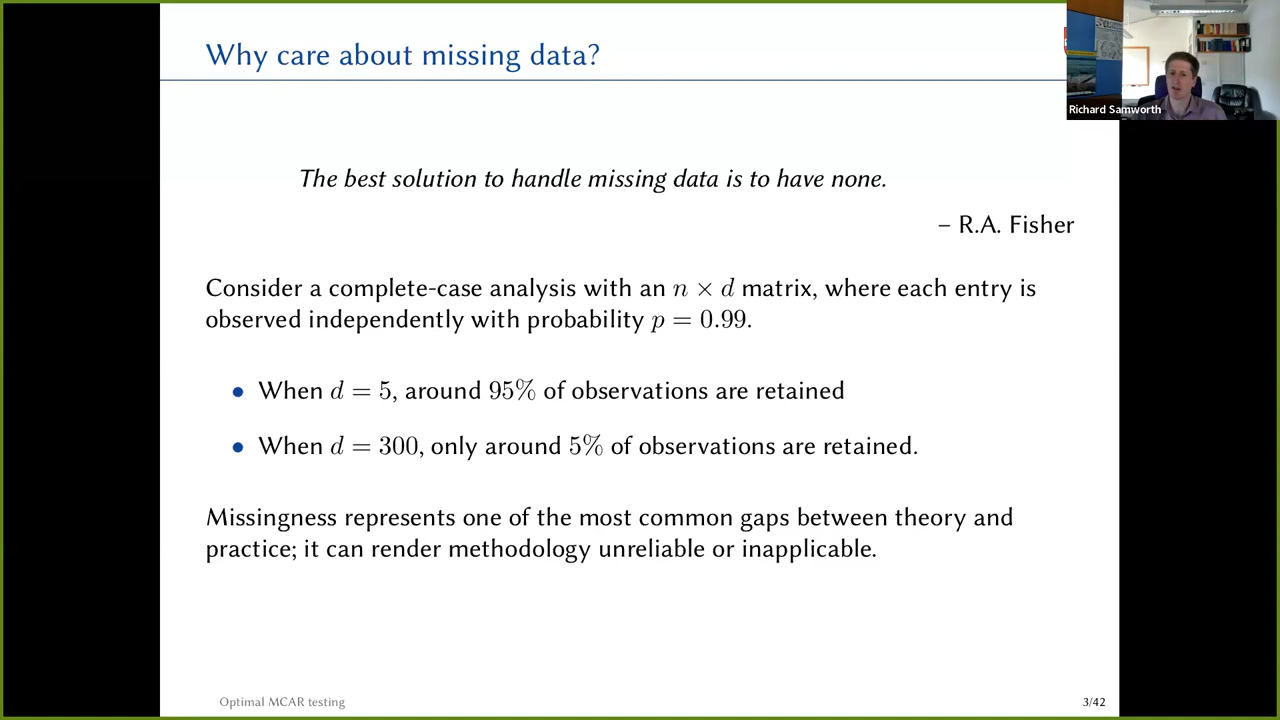 Why care about missing data?
Richard Samworth
The best solution to handle missing data is to have none.
– R.A. Fisher
Consider a complete-case analysis with an n × d matrix, where each entry is
observed independently with probability p = 0.99.
• When d = 5, around 95% of observations are retained
• When d = 300, only around 5% of observations are retained.
Missingness represents one of the most common gaps between theory and
practice; it can render methodology unreliable or inapplicable.
Optimal MCAR testing
3/42